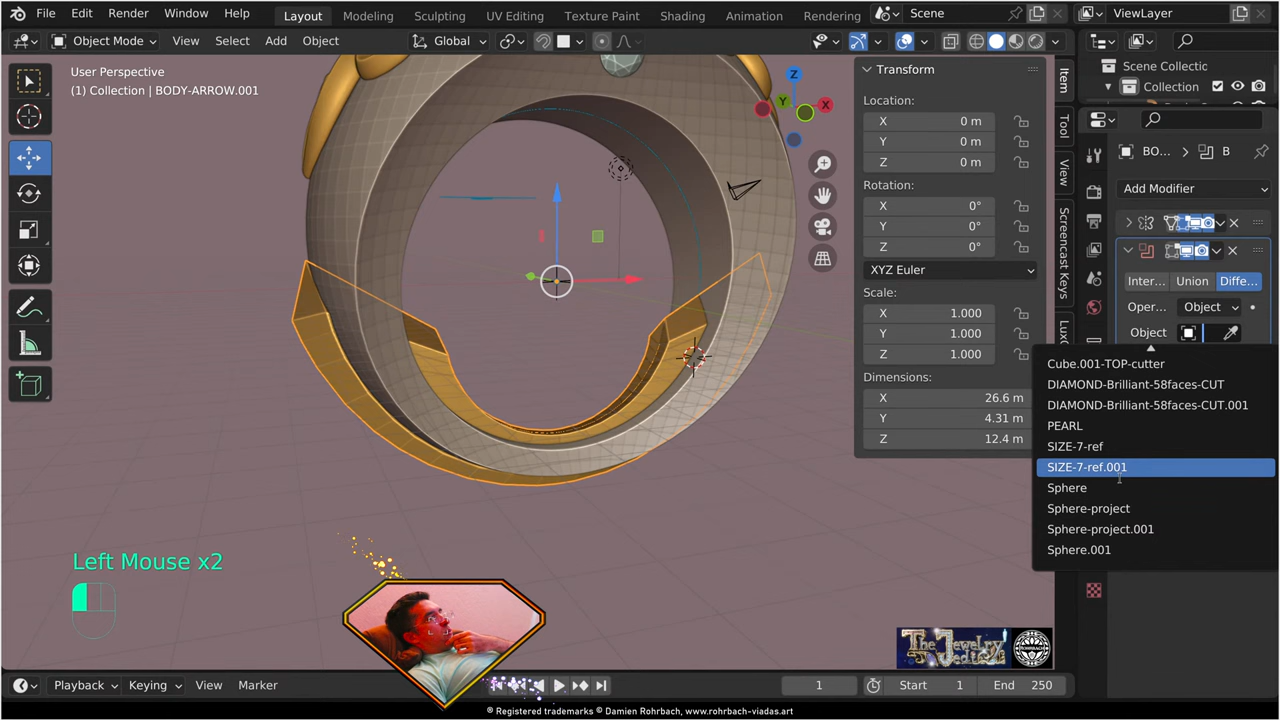 File Edit Render Window Help Layout Modeling Sculpting UV Editing Texture Paint Shading Animation Rendering Scene ViewLayer
Object Mode View Select Add Object Global
User Perspective
(1) Collection | BODY-ARROW.001
Z
Y
X
Transform
Location:
X 0 m
Y 0 m
Z 0 m
Rotation:
X 0°
Y 0°
Z 0°
XYZ Euler
Scale:
X 1.000
Y 1.000
Z 1.000
Dimensions:
X 26.6 m
Y 4.31 m
Z 12.4 m
Item
Tool
View
Screencast Keys
Scene Collectic
Collection
BO... B
Add Modifier
Inter... Union Diffe...
Oper... Object
Object
Cube.001-TOP-cutter
DIAMOND-Brilliant-58faces-CUT
DIAMOND-Brilliant-58faces-CUT.001
PEARL
SIZE-7-ref
SIZE-7-ref.001
Sphere
Sphere-project
Sphere-project.001
Sphere.001
Left Mouse x2
The Jewelry Jedi
ROHRBACH
Playback Keying View Marker 1 Start 1 End 250
® Registered trademarks © Damien Rohrbach, www.rohrbach-viadas.art